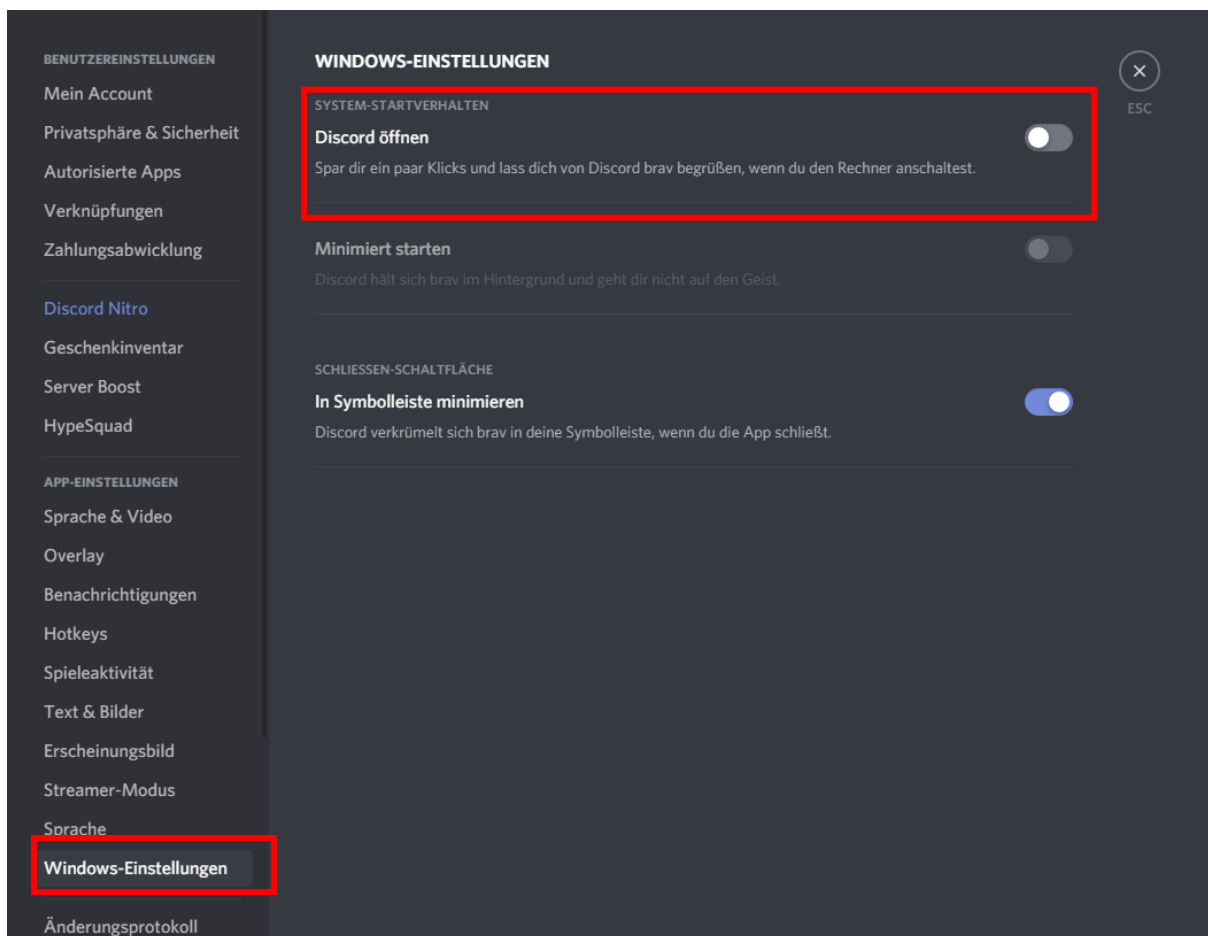 BENUTZEREINSTELLUNGEN
Mein Account
Privatsphäre & Sicherheit
Autorisierte Apps
Verknüpfungen
Zahlungsabwicklung
Discord Nitro
Geschenkinventar
Server Boost
HypeSquad
APP-EINSTELLUNGEN
Sprache & Video
Overlay
Benachrichtigungen
Hotkeys
Spieleaktivität
Text & Bilder
Erscheinungsbild
Streamer-Modus
Sprache
Windows-Einstellungen
Änderungsprotokoll
WINDOWS-EINSTELLUNGEN
SYSTEM-STARTVERHALTEN
Discord öffnen
Spar dir ein paar Klicks und lass dich von Discord brav begrüßen, wenn du den Rechner anschaltest.
Minimiert starten
Discord hält sich brav im Hintergrund und geht dir nicht auf den Geist.
SCHLIESSEN-SCHALTFLÄCHE
In Symbolleiste minimieren
Discord verkrümelt sich brav in deine Symbolleiste, wenn du die App schließt.
ESC